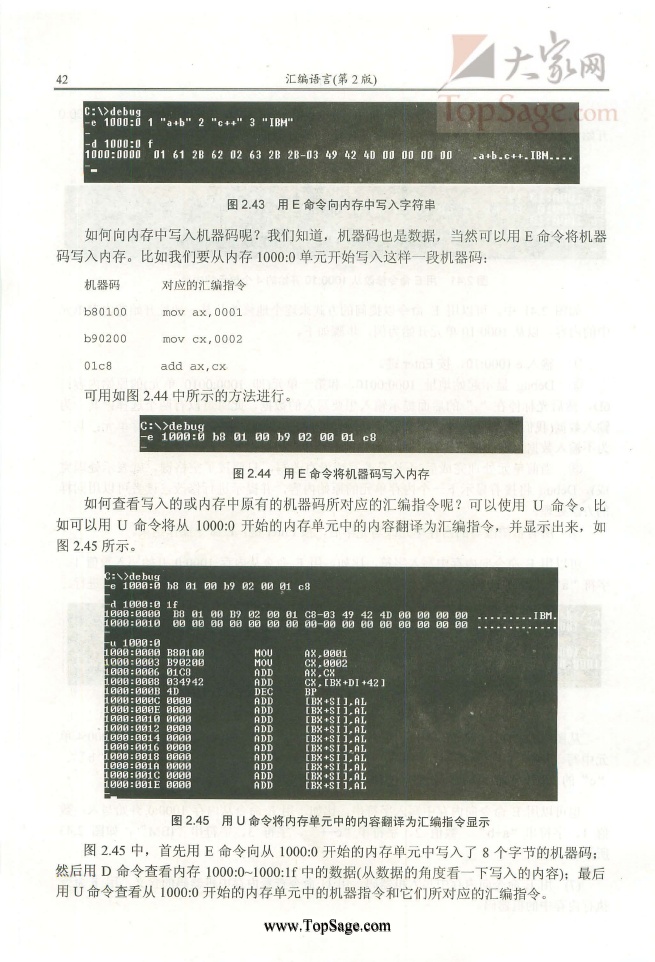 42
汇编语言(第 2 版)
大家网
TopSage.com
C:\>debug
-e 1000:0 1 "a+b" 2 "c++" 3 "IBM"
-
-d 1000:0 f
1000:0000 01 61 2B 62 02 63 2B 2B-03 49 42 4D 00 00 00 00 .a+b.c++.IBM....
-
图 2.43 用 E 命令向内存中写入字符串
如何向内存中写入机器码呢？我们知道，机器码也是数据，当然可以用 E 命令将机器
码写入内存。比如我们要从内存 1000:0 单元开始写入这样一段机器码：
机器码 对应的汇编指令
b80100 mov ax,0001
b90200 mov cx,0002
01c8 add ax,cx
可用如图 2.44 中所示的方法进行。
C:\>debug
-e 1000:0 b8 01 00 b9 02 00 01 c8
-
图 2.44 用 E 命令将机器码写入内存
如何查看写入的或内存中原有的机器码所对应的汇编指令呢？可以使用 U 命令。比
如可以用 U 命令将从 1000:0 开始的内存单元中的内容翻译为汇编指令，并显示出来，如
图 2.45 所示。
C:\>debug
-e 1000:0 b8 01 00 b9 02 00 01 c8
-
-d 1000:0 1f
1000:0000 B8 01 00 B9 02 00 01 C8-03 49 42 4D 00 00 00 00 .........IBM.
1000:0010 00 00 00 00 00 00 00 00-00 00 00 00 00 00 00 00 .............
-
-u 1000:0
1000:0000 B80100 MOV AX,0001
1000:0003 B90200 MOV CX,0002
1000:0006 01C8 ADD AX,CX
1000:0008 034942 ADD CX,[BX+DI+42]
1000:000B 4D DEC BP
1000:000C 0000 ADD [BX+SI],AL
1000:000E 0000 ADD [BX+SI],AL
1000:0010 0000 ADD [BX+SI],AL
1000:0012 0000 ADD [BX+SI],AL
1000:0014 0000 ADD [BX+SI],AL
1000:0016 0000 ADD [BX+SI],AL
1000:0018 0000 ADD [BX+SI],AL
1000:001A 0000 ADD [BX+SI],AL
1000:001C 0000 ADD [BX+SI],AL
1000:001E 0000 ADD [BX+SI],AL
-
图 2.45 用 U 命令将内存单元中的内容翻译为汇编指令显示
图 2.45 中，首先用 E 命令向从 1000:0 开始的内存单元中写入了 8 个字节的机器码；
然后用 D 命令查看内存 1000:0~1000:1f 中的数据(从数据的角度看一下写入的内容)；最后
用 U 命令查看从 1000:0 开始的内存单元中的机器指令和它们所对应的汇编指令。
www.TopSage.com